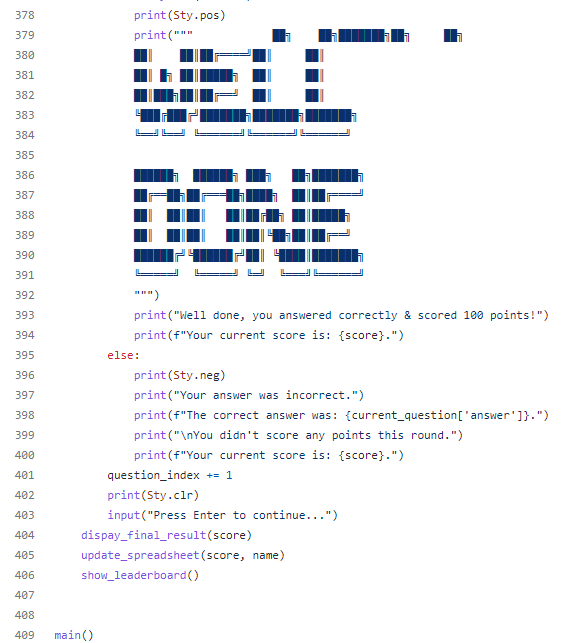 378 print(Sty.pos)
379 print("""            ██╗    ██╗███████╗██╗     ██╗
380 ██║    ██║██╔════╝██║     ██║
381 ██║ █╗ ██║█████╗  ██║     ██║
382 ██║███╗██║██╔══╝  ██║     ██║
383 ╚███╔███╔╝███████╗███████╗███████╗
384 ╚══╝╚══╝ ╚══════╝╚══════╝╚══════╝
385
386 ██████╗  ██████╗ ███╗   ██╗███████╗
387 ██╔══██╗██╔═══██╗████╗  ██║██╔════╝
388 ██║  ██║██║   ██║██╔██╗ ██║█████╗
389 ██║  ██║██║   ██║██║╚██╗██║██╔══╝
390 ██████╔╝╚██████╔╝██║ ╚████║███████╗
391 ╚═════╝  ╚═════╝ ╚═╝  ╚═══╝╚══════╝
392 """)
393 print("Well done, you answered correctly & scored 100 points!")
394 print(f"Your current score is: {score}.")
395 else:
396 print(Sty.neg)
397 print("Your answer was incorrect.")
398 print(f"The correct answer was: {current_question['answer']}.")
399 print("\nYou didn't score any points this round.")
400 print(f"Your current score is: {score}.")
401 question_index += 1
402 print(Sty.clr)
403 input("Press Enter to continue...")
404 dispay_final_result(score)
405 update_spreadsheet(score, name)
406 show_leaderboard()
407
408
409 main()